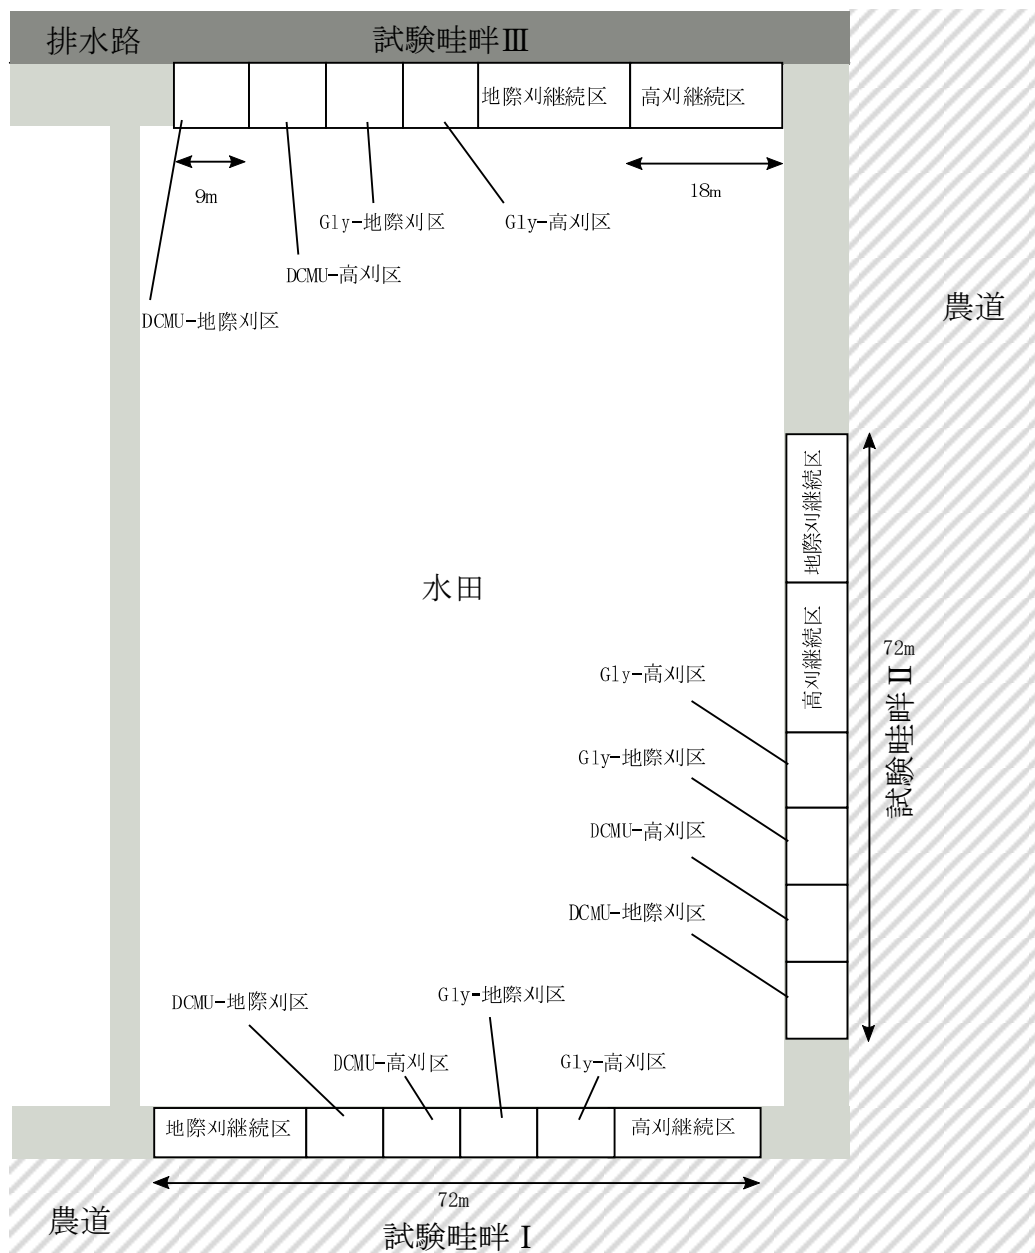 排水路
試験畦畔Ⅲ
地際刈継続区
高刈継続区
9m
18m
Gly-地際刈区
Gly-高刈区
DCMU-高刈区
DCMU-地際刈区
農道
地際刈継続区
水田
高刈継続区
72m
試験畦畔Ⅱ
Gly-高刈区
Gly-地際刈区
DCMU-高刈区
DCMU-地際刈区
DCMU-地際刈区
Gly-地際刈区
DCMU-高刈区
Gly-高刈区
地際刈継続区
高刈継続区
72m
農道
試験畦畔Ⅰ